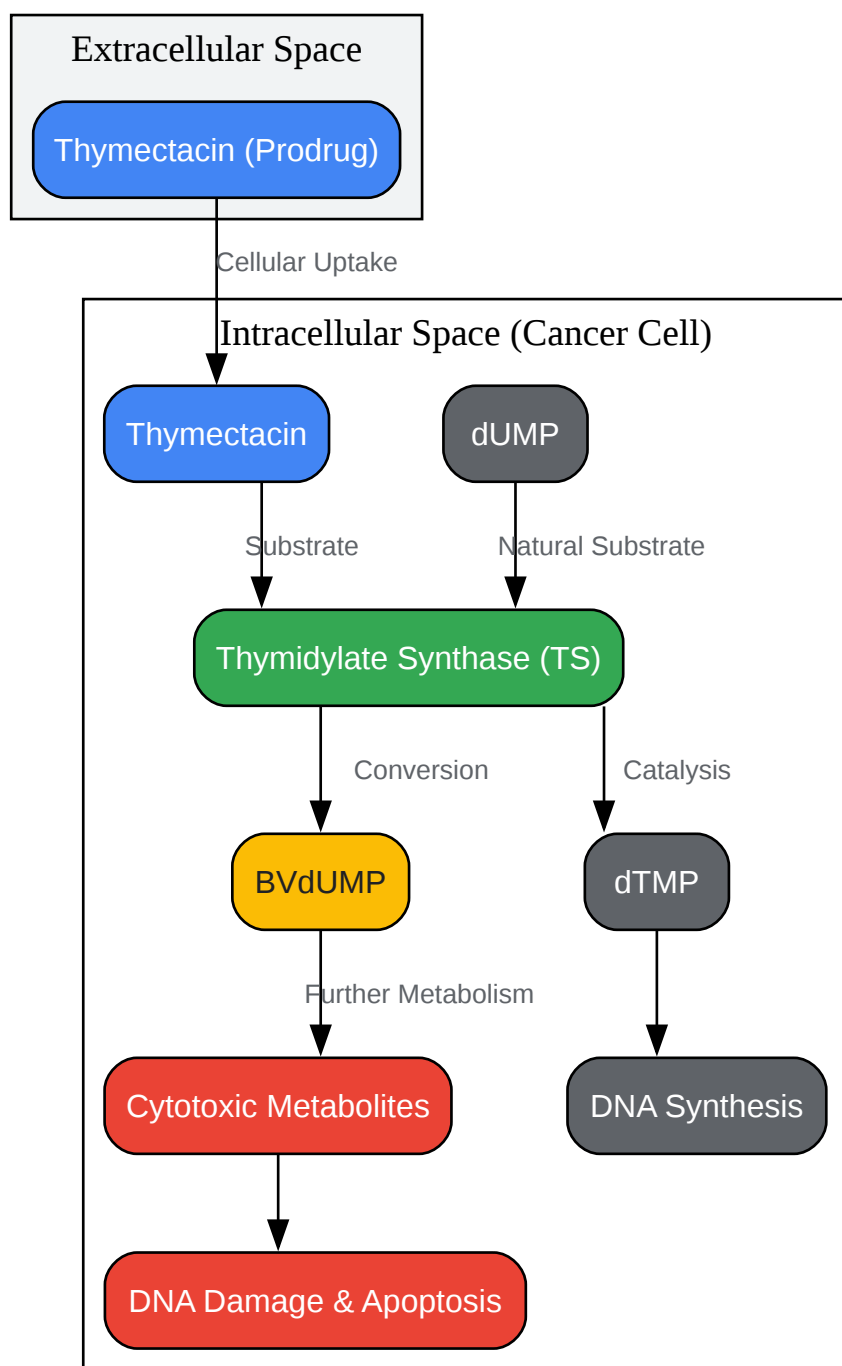 Extracellular Space
Thymectacin (Prodrug)
Cellular Uptake
Intracellular Space (Cancer Cell)
Thymectacin
dUMP
Substrate
Natural Substrate
Thymidylate Synthase (TS)
Conversion
Catalysis
BVdUMP
dTMP
Further Metabolism
Cytotoxic Metabolites
DNA Synthesis
DNA Damage & Apoptosis